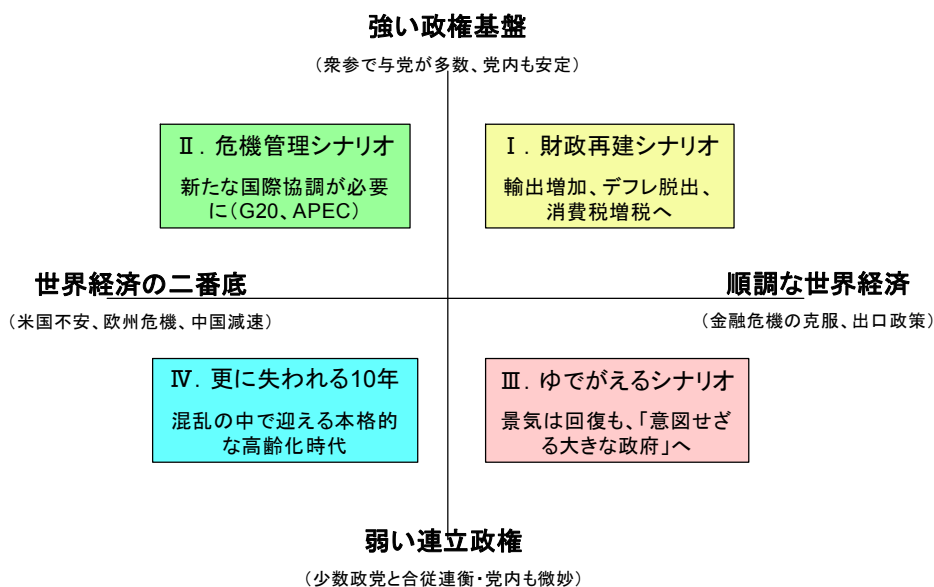 強い政権基盤
（衆参で与党が多数、党内も安定）
Ⅱ．危機管理シナリオ
新たな国際協調が必要
に（G20、APEC）
Ⅰ．財政再建シナリオ
輸出増加、デフレ脱出、
消費税増税へ
世界経済の二番底
（米国不安、欧州危機、中国減速）
順調な世界経済
（金融危機の克服、出口政策）
Ⅳ．更に失われる10年
混乱の中で迎える本格的
な高齢化時代
Ⅲ．ゆでがえるシナリオ
景気は回復も、「意図せざ
る大きな政府」へ
弱い連立政権
（少数政党と合従連衡・党内も微妙）